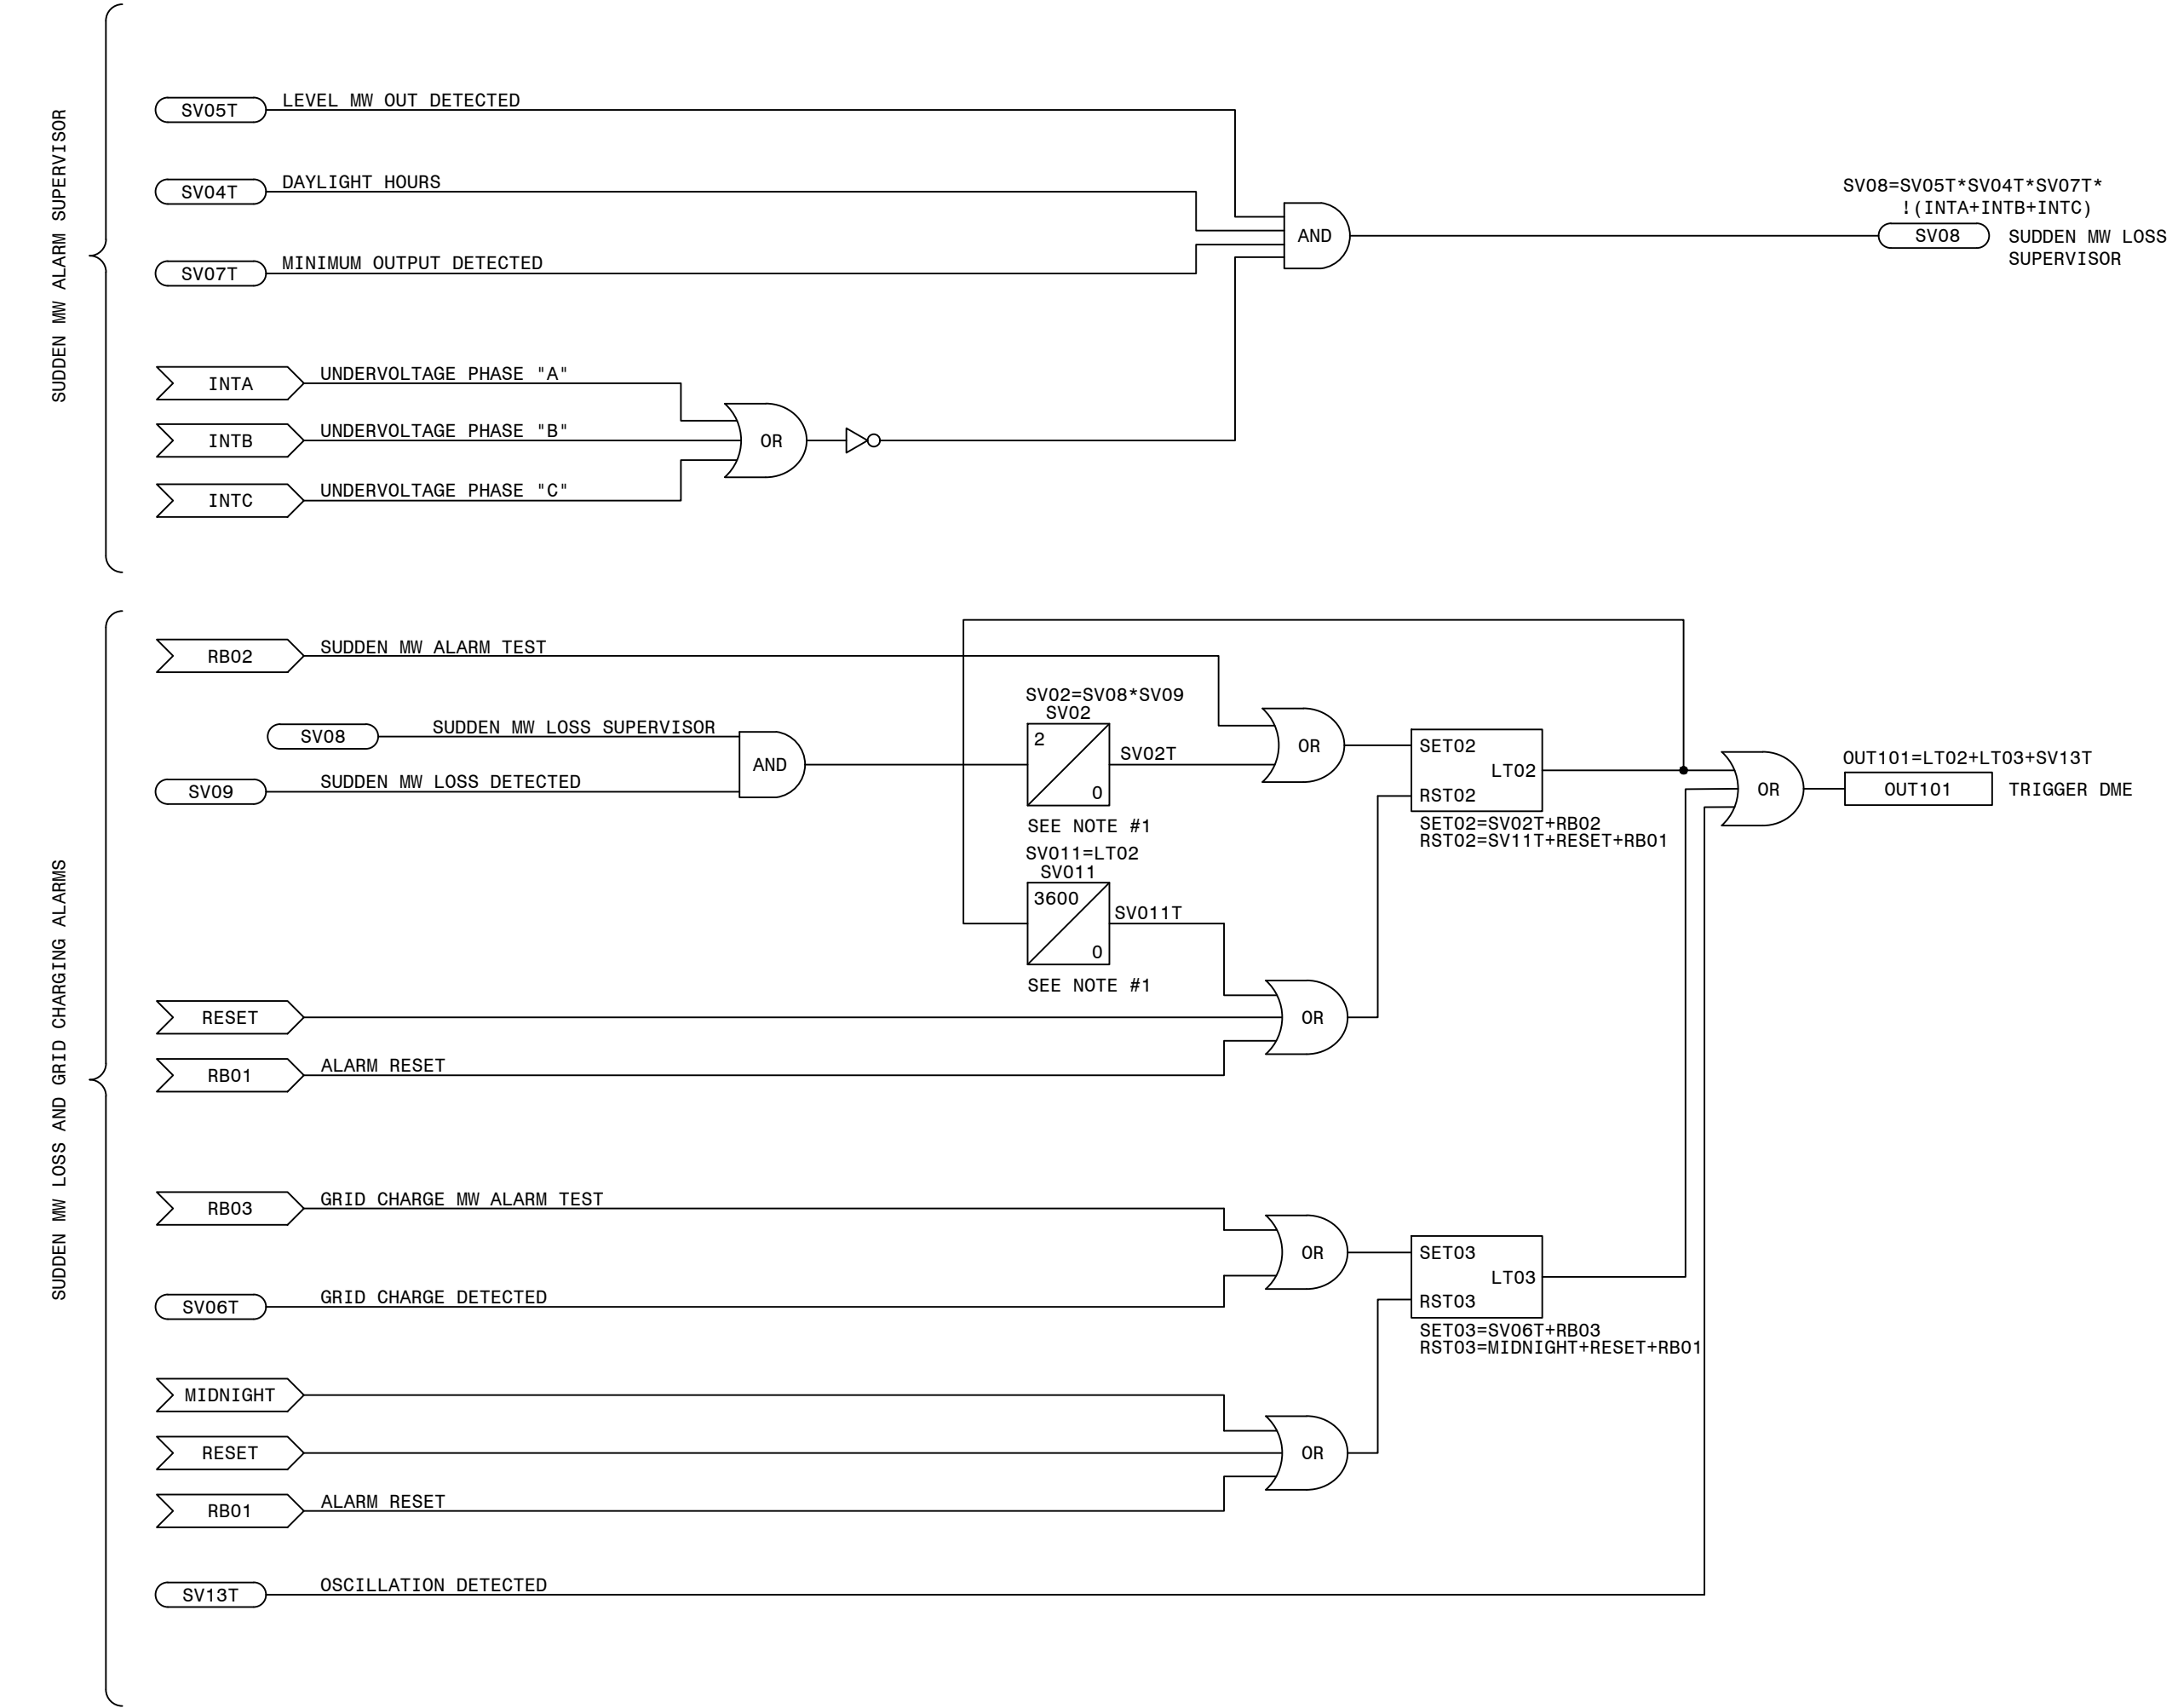 SUDDEN MW ALARM SUPERVISOR
SV05T
LEVEL MW OUT DETECTED
SV04T
DAYLIGHT HOURS
SV07T
MINIMUM OUTPUT DETECTED
INTA
UNDERVOLTAGE PHASE "A"
INTB
UNDERVOLTAGE PHASE "B"
INTC
UNDERVOLTAGE PHASE "C"
OR
AND
SV08=SV05T*SV04T*SV07T*
!(INTA+INTB+INTC)
SV08
SUDDEN MW LOSS
SUPERVISOR
SUDDEN MW LOSS AND GRID CHARGING ALARMS
RB02
SUDDEN MW ALARM TEST
SV08
SUDDEN MW LOSS SUPERVISOR
SV09
SUDDEN MW LOSS DETECTED
AND
SV02=SV08*SV09
SV02
2
0
SV02T
SEE NOTE #1
SV011=LT02
SV011
3600
0
SV011T
SEE NOTE #1
OR
SET02
LT02
RST02
SET02=SV02T+RB02
RST02=SV11T+RESET+RB01
OR
OUT101=LT02+LT03+SV13T
OUT101
TRIGGER DME
RESET
RB01
ALARM RESET
OR
RB03
GRID CHARGE MW ALARM TEST
SV06T
GRID CHARGE DETECTED
OR
SET03
LT03
RST03
SET03=SV06T+RB03
RST03=MIDNIGHT+RESET+RB01
MIDNIGHT
RESET
RB01
ALARM RESET
OR
SV13T
OSCILLATION DETECTED